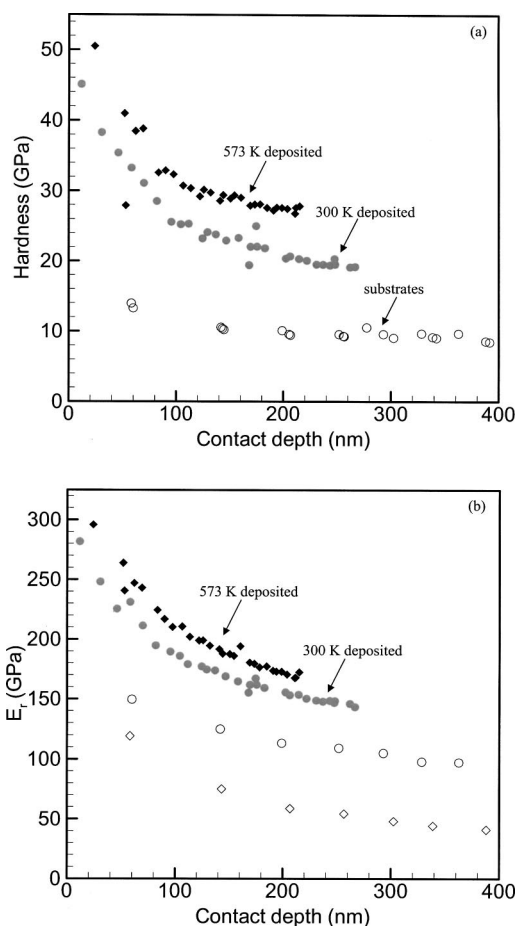 (a)
50
40
30
20
10
0
Hardness (GPa)
573 K deposited
300 K deposited
substrates
0 100 200 300 400
Contact depth (nm)
(b)
300
250
200
150
100
50
0
Er (GPa)
573 K deposited
300 K deposited
0 100 200 300 400
Contact depth (nm)